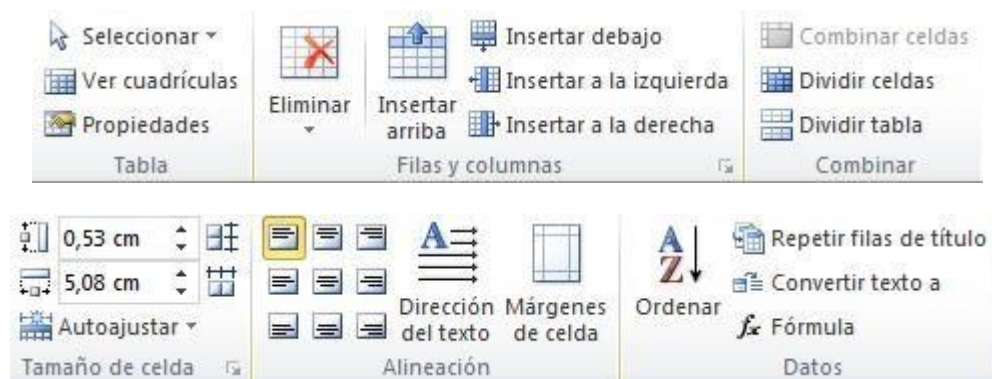 Seleccionar
Ver cuadrículas
Propiedades
Tabla
Eliminar
Insertar
arriba
Insertar debajo
Insertar a la izquierda
Insertar a la derecha
Filas y columnas
Combinar celdas
Dividir celdas
Dividir tabla
Combinar
0,53 cm
5,08 cm
Autoajustar
Tamaño de celda
Dirección
del texto
Márgenes
de celda
Alineación
A
Z
Ordenar
Repetir filas de título
Convertir texto a
fx Fórmula
Datos